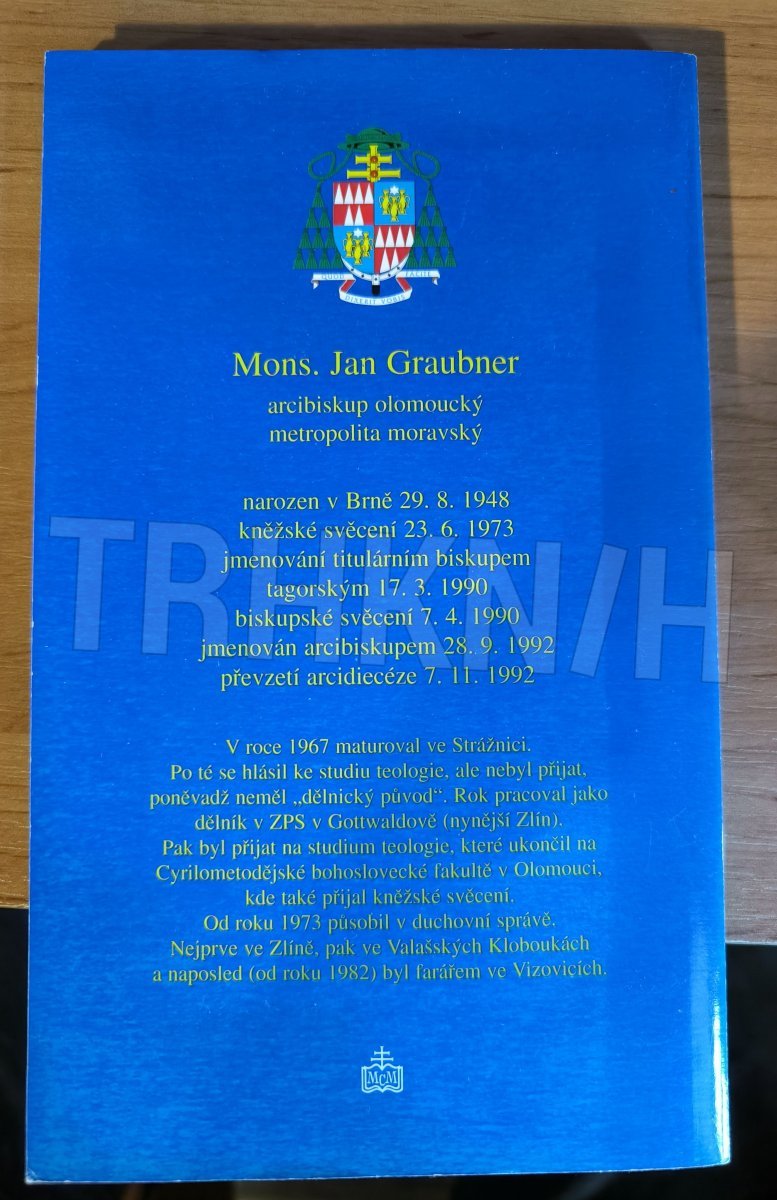 QUOD FACITE
DIXERIT VOBIS
Mons. Jan Graubner
arcibiskup olomoucký
metropolita moravský
narozen v Brně 29. 8. 1948
kněžské svěcení 23. 6. 1973
jmenování titulárním biskupem
tagorským 17. 3. 1990
biskupské svěcení 7. 4. 1990
jmenován arcibiskupem 28. 9. 1992
převzetí arcidiecéze 7. 11. 1992
TRHKN/H
V roce 1967 maturoval ve Strážnici.
Po té se hlásil ke studiu teologie, ale nebyl přijat,
poněvadž neměl „dělnický původ“. Rok pracoval jako
dělník v ZPS v Gottwaldově (nynější Zlín).
Pak byl přijat na studium teologie, které ukončil na
Cyrilometodějské bohoslovecké fakultě v Olomouci,
kde také přijal kněžské svěcení.
Od roku 1973 působil v duchovní správě.
Nejprve ve Zlíně, pak ve Valašských Kloboukách
a naposled (od roku 1982) byl farářem ve Vizovicích.
MCM